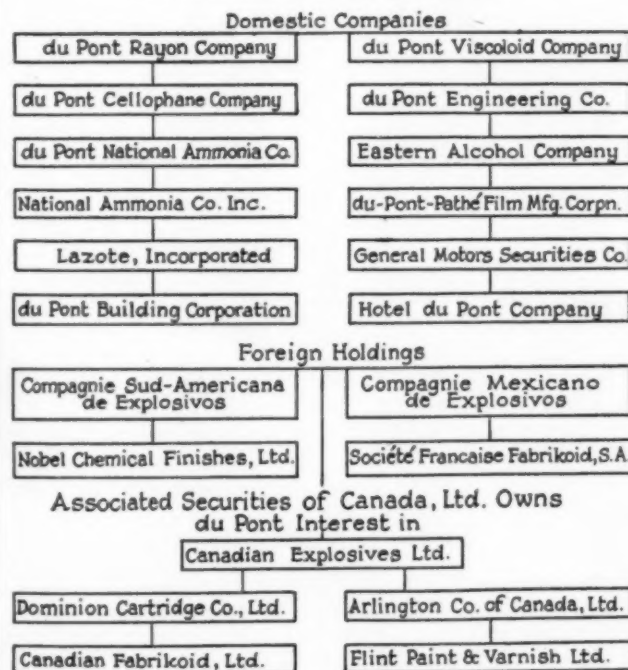 Domestic Companies
du Pont Rayon Company
du Pont Viscoloid Company
du Pont Cellophane Company
du Pont Engineering Co.
du Pont National Ammonia Co.
Eastern Alcohol Company
National Ammonia Co. Inc.
du-Pont-Pathé Film Mfg. Corpn.
Lazote, Incorporated
General Motors Securities Co.
du Pont Building Corporation
Hotel du Pont Company
Foreign Holdings
Compagnie Sud-Americana
de Explosivos
Compagnie Mexicano
de Explosivos
Nobel Chemical Finishes, Ltd.
Société Francaise Fabrikoid, S.A.
Associated Securities of Canada, Ltd. Owns
du Pont Interest in
Canadian Explosives Ltd.
Dominion Cartridge Co., Ltd.
Arlington Co. of Canada, Ltd.
Canadian Fabrikoid, Ltd.
Flint Paint & Varnish Ltd.